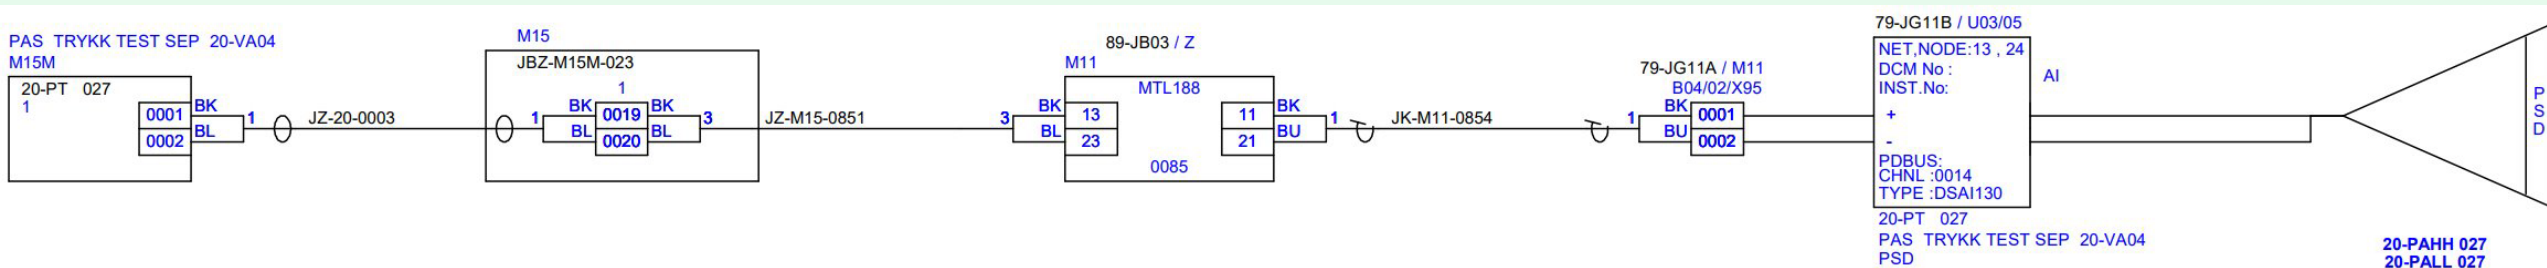 PAS TRYKK TEST SEP 20-VA04
M15M
20-PT 027
1
0001
0002
BK
BL
1
JZ-20-0003
M15
JBZ-M15M-023
1
1
BK
BL
0019
0020
BK
BL
3
JZ-M15-0851
89-JB03 / Z
M11
MTL188
3
BK
BL
13
23
11
21
BK
BU
1
0085
JK-M11-0854
79-JG11A / M11
B04/02/X95
1
BK
BU
0001
0002
79-JG11B / U03/05
NET,NODE:13 , 24
DCM No :
INST.No:
+
-
PDBUS:
CHNL :0014
TYPE :DSAI130
AI
20-PT 027
PAS TRYKK TEST SEP 20-VA04
PSD
PSD
20-PAHH 027
20-PALL 027